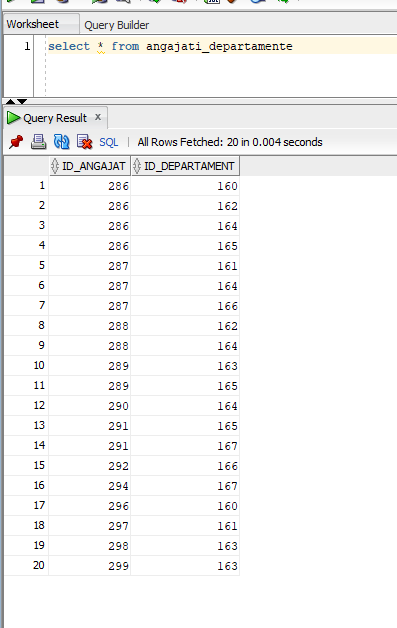 Worksheet Query Builder
1 select * from angajati_departamente
Query Result x
SQL All Rows Fetched: 20 in 0.004 seconds
ID_ANGAJAT ID_DEPARTAMENT
1 286 160
2 286 162
3 286 164
4 286 165
5 287 161
6 287 164
7 287 166
8 288 162
9 288 164
10 289 163
11 289 165
12 290 164
13 291 165
14 291 167
15 292 166
16 294 167
17 296 160
18 297 161
19 298 163
20 299 163